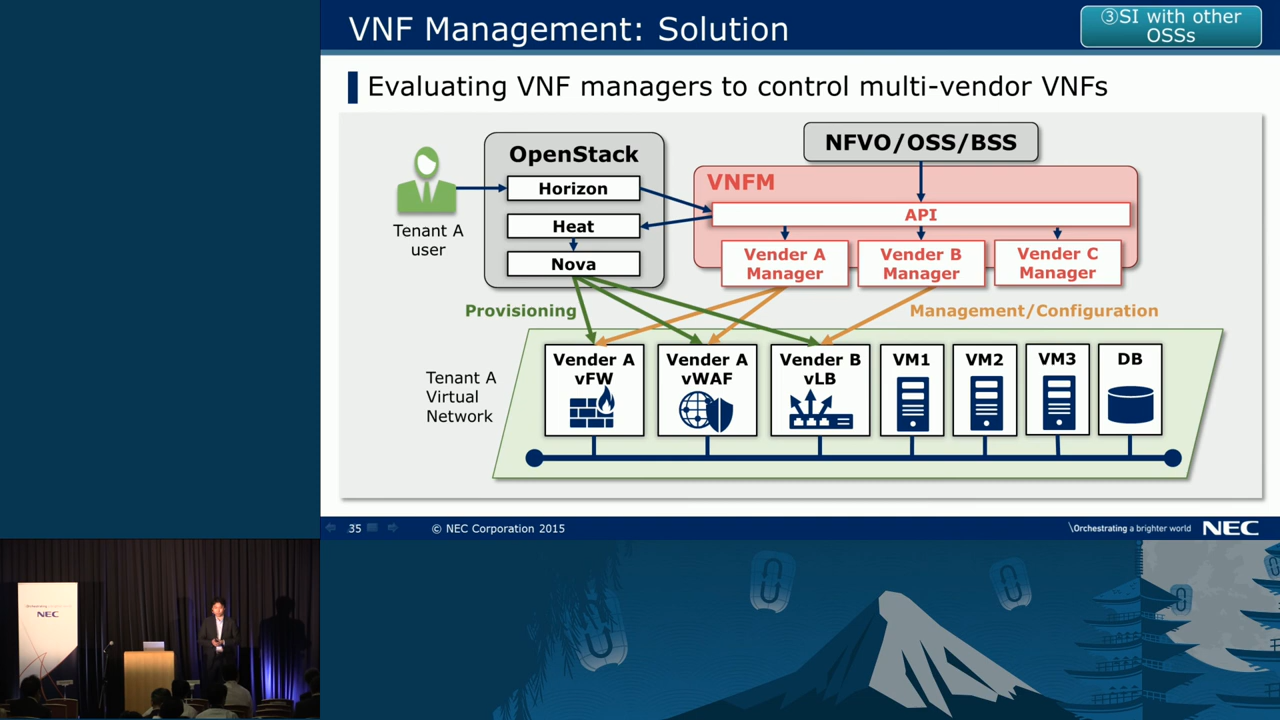 VNF Management: Solution
③SI with other
OSSs
Evaluating VNF managers to control multi-vendor VNFs
OpenStack
NFVO/OSS/BSS
VNFM
Horizon
API
Tenant A
user
Heat
Nova
Vender A
Manager
Vender B
Manager
Vender C
Manager
Provisioning
Management/Configuration
Tenant A
Virtual
Network
Vender A
vFW
Vender A
vWAF
Vender B
vLB
VM1
VM2
VM3
DB
35
© NEC Corporation 2015
\Orchestrating a brighter world
NEC
NEC